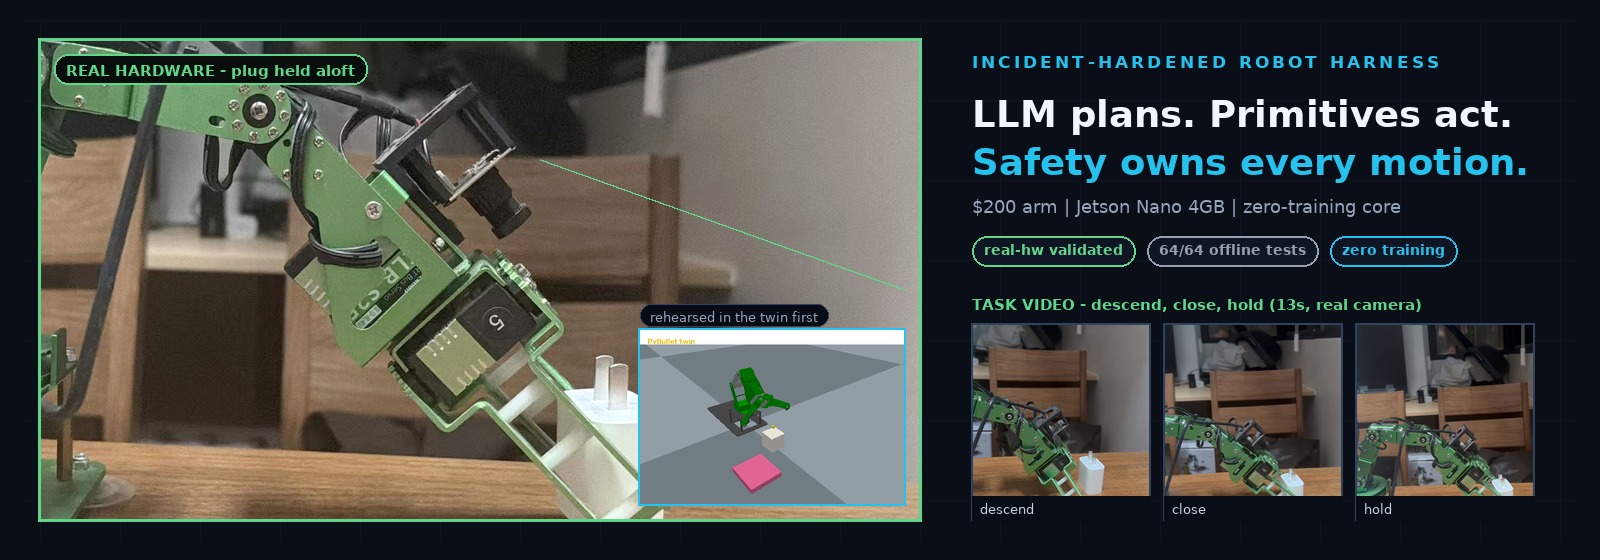 REAL HARDWARE - plug held aloft
rehearsed in the twin first
PyBullet twin
5
INCIDENT-HARDENED ROBOT HARNESS
LLM plans. Primitives act.
Safety owns every motion.
$200 arm | Jetson Nano 4GB | zero-training core
real-hw validated
64/64 offline tests
zero training
TASK VIDEO - descend, close, hold (13s, real camera)
descend
close
hold